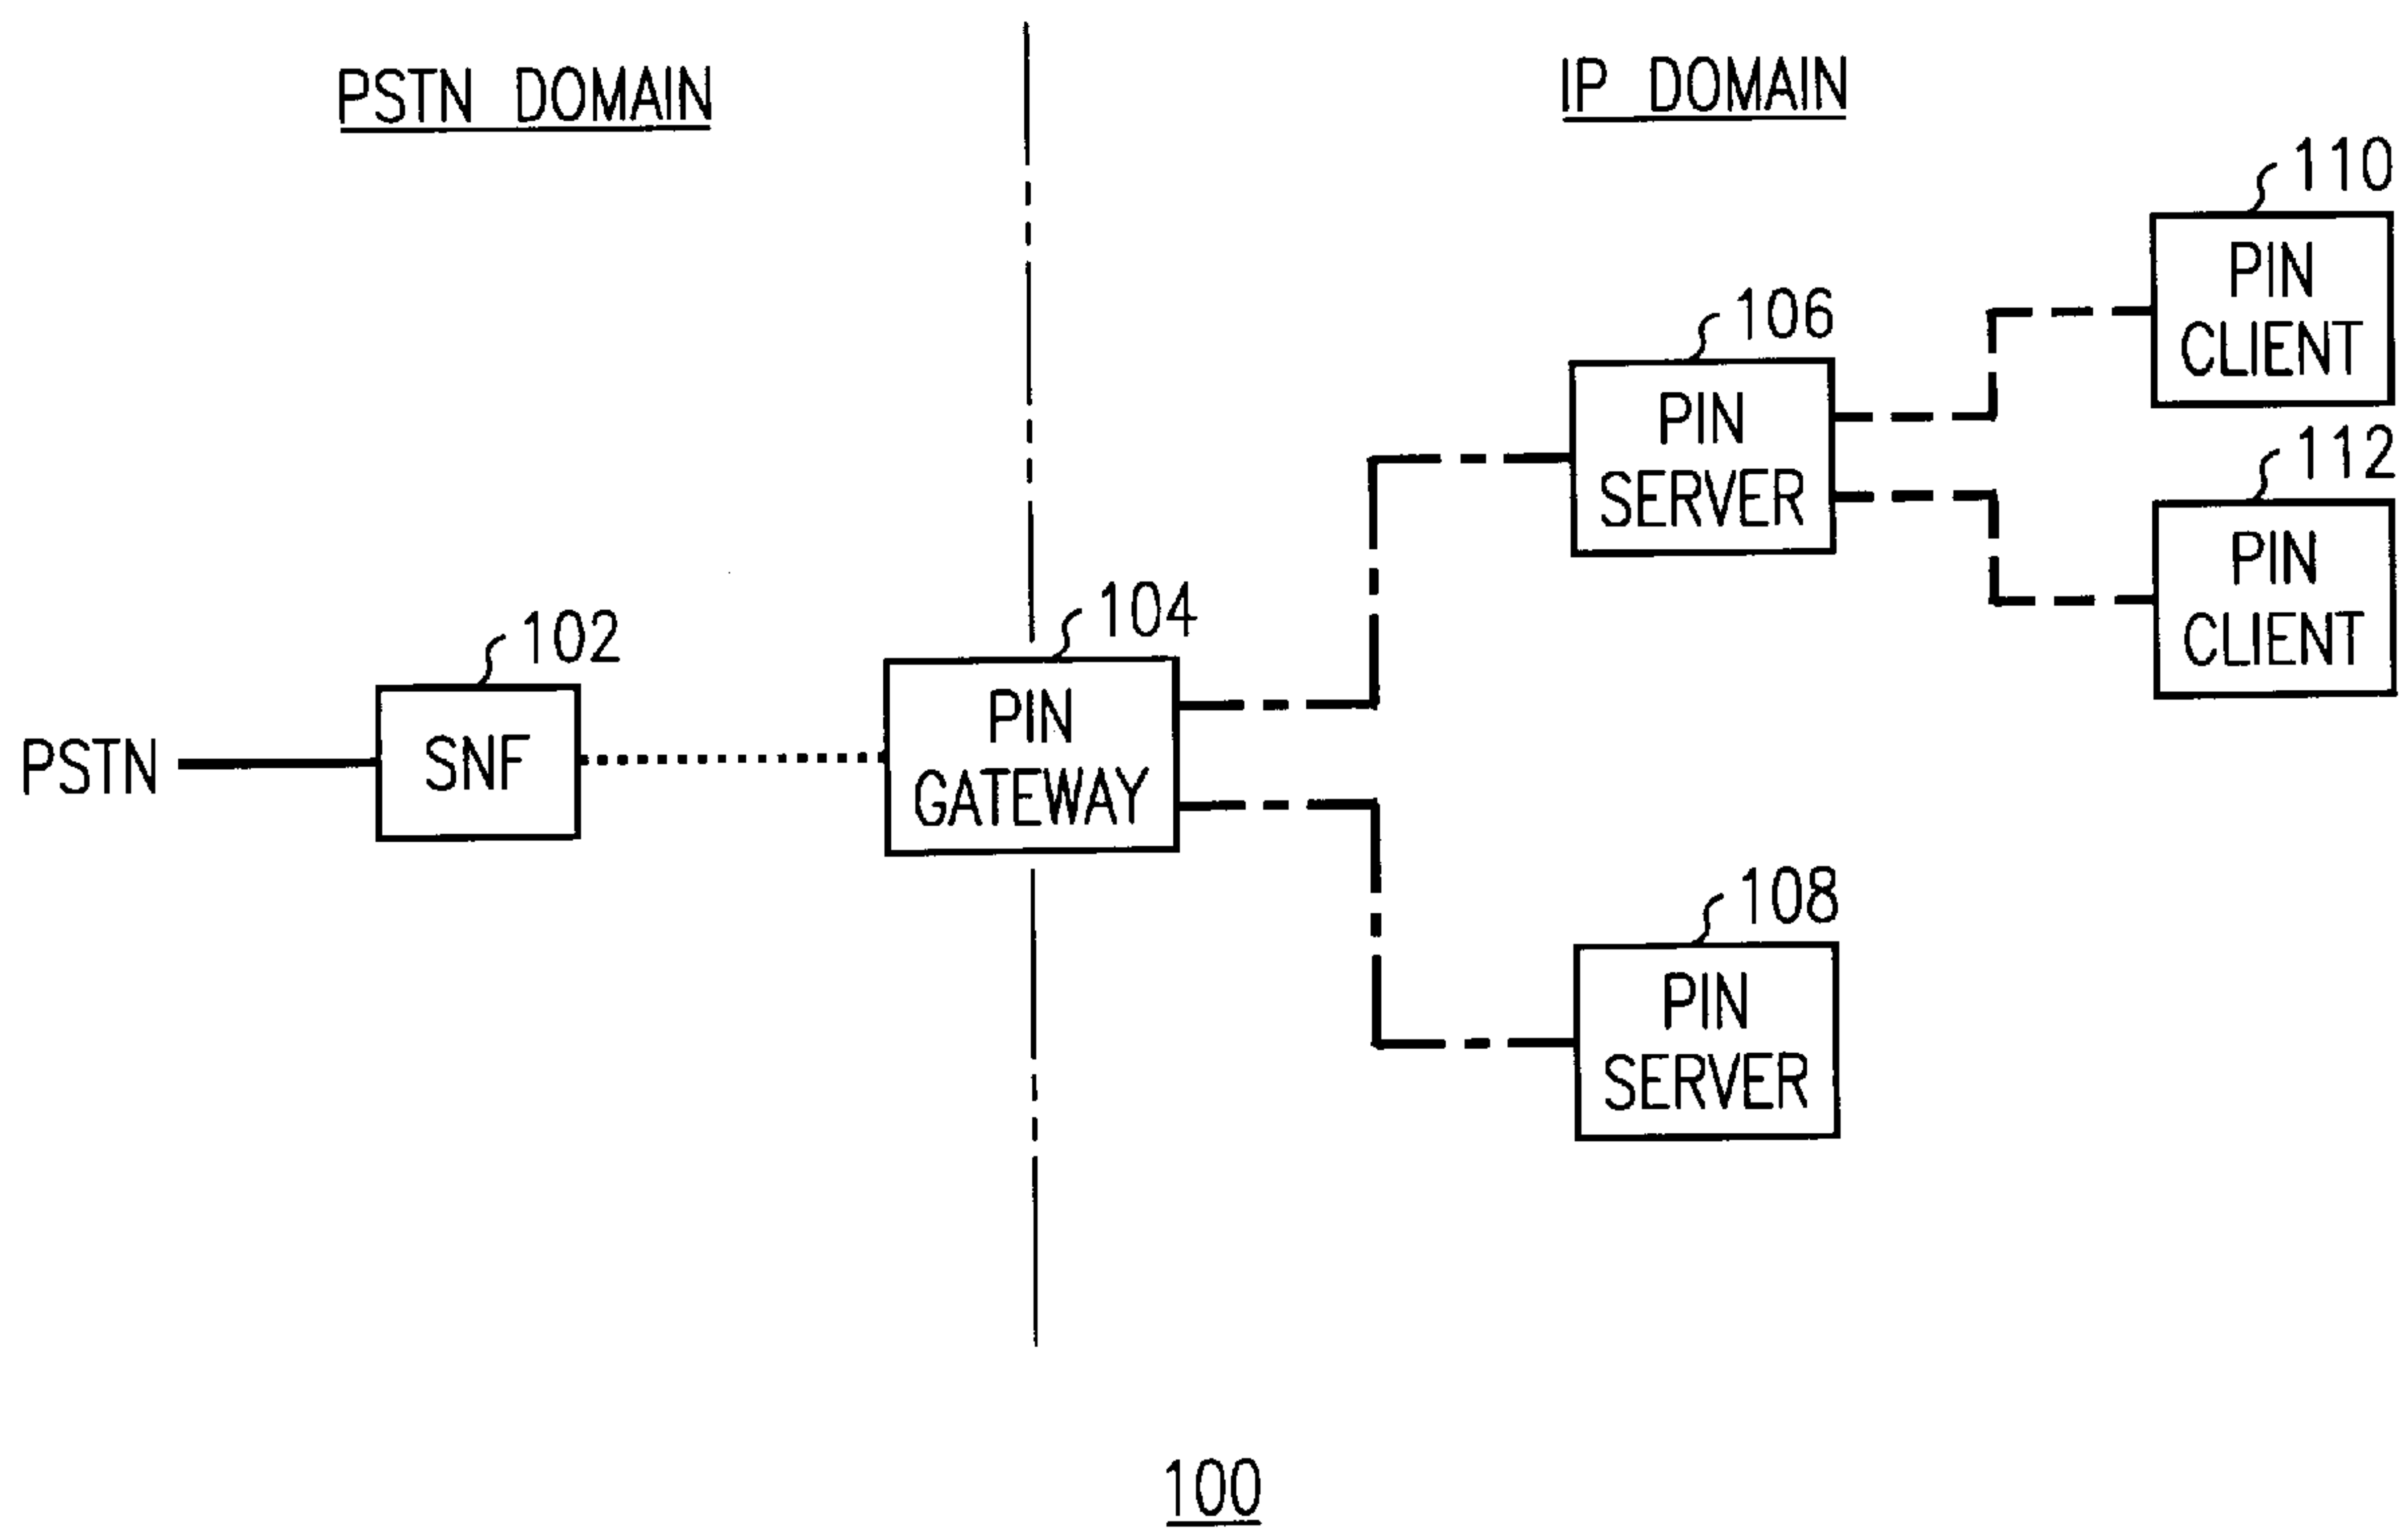 PSTN DOMAIN
IP DOMAIN
110
PIN
CLIENT
106
PIN
SERVER
112
PIN
CLIENT
104
PIN
GATEWAY
102
SNF
PSTN
108
PIN
SERVER
100